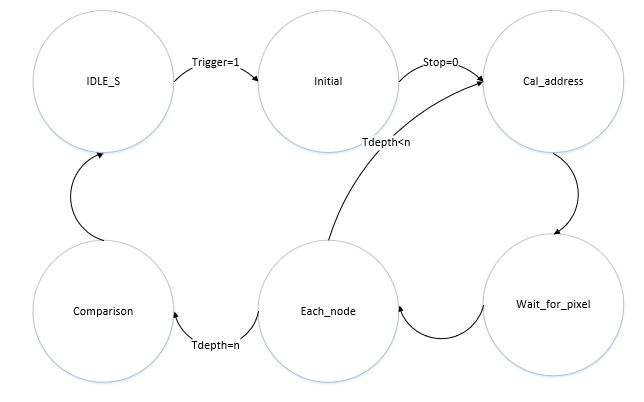 Trigger=1
Stop=0
IDLE_S
Initial
Cal_address
Tdepth<n
Wait_for_pixel
Comparison
Each_node
Tdepth=n